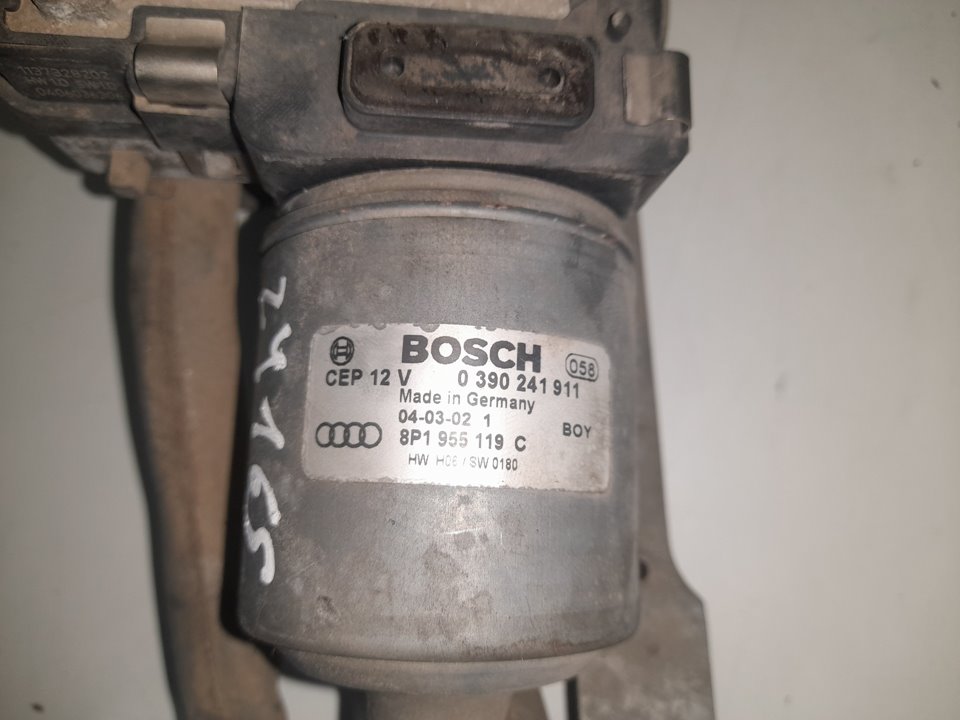 1137328202
BOSCH
058
CEP 12 V 0 390 241 911
Made in Germany
04-03-02 1
BOY
8P1 955 119 C
HW H06 / SW 0180